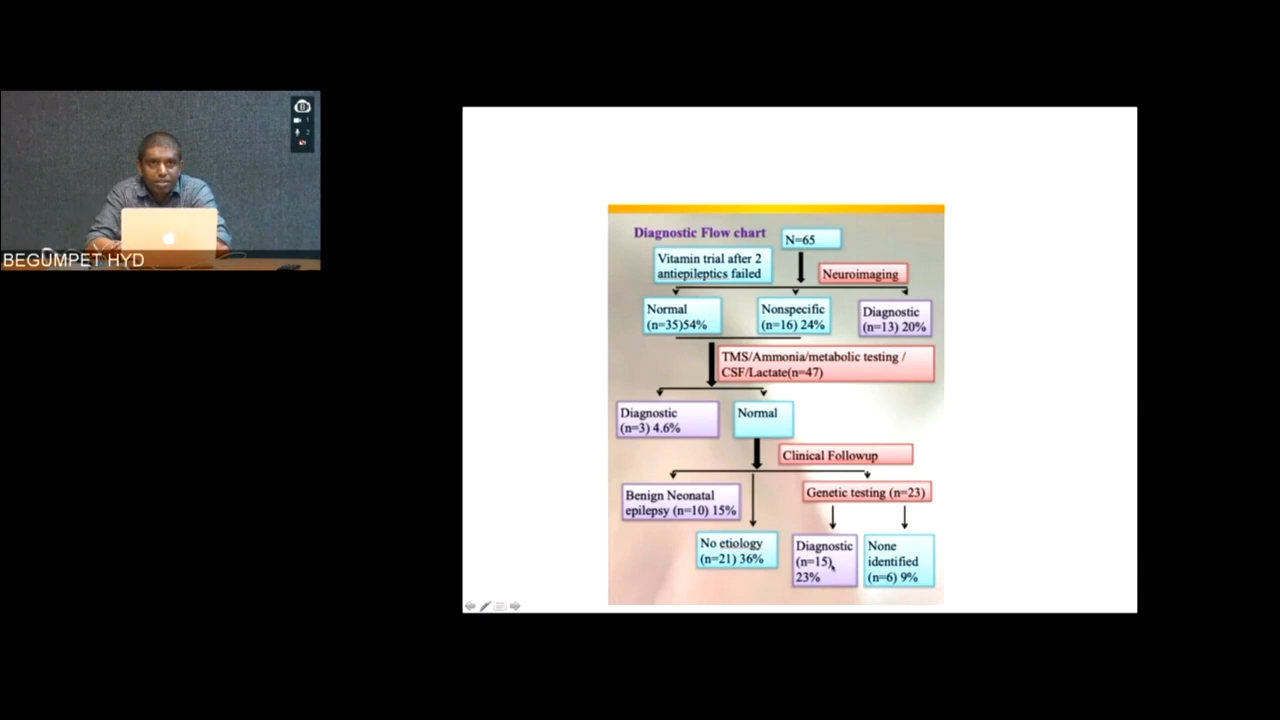 BEGUMPET HYD
Diagnostic Flow chart
N=65
Vitamin trial after 2
antiepileptics failed
Neuroimaging
Normal
(n=35)54%
Nonspecific
(n=16) 24%
Diagnostic
(n=13) 20%
TMS/Ammonia/metabolic testing /
CSF/Lactate(n=47)
Diagnostic
(n=3) 4.6%
Normal
Clinical Followup
Benign Neonatal
epilepsy (n=10) 15%
Genetic testing (n=23)
No etiology
(n=21) 36%
Diagnostic
(n=15)
23%
None
identified
(n=6) 9%